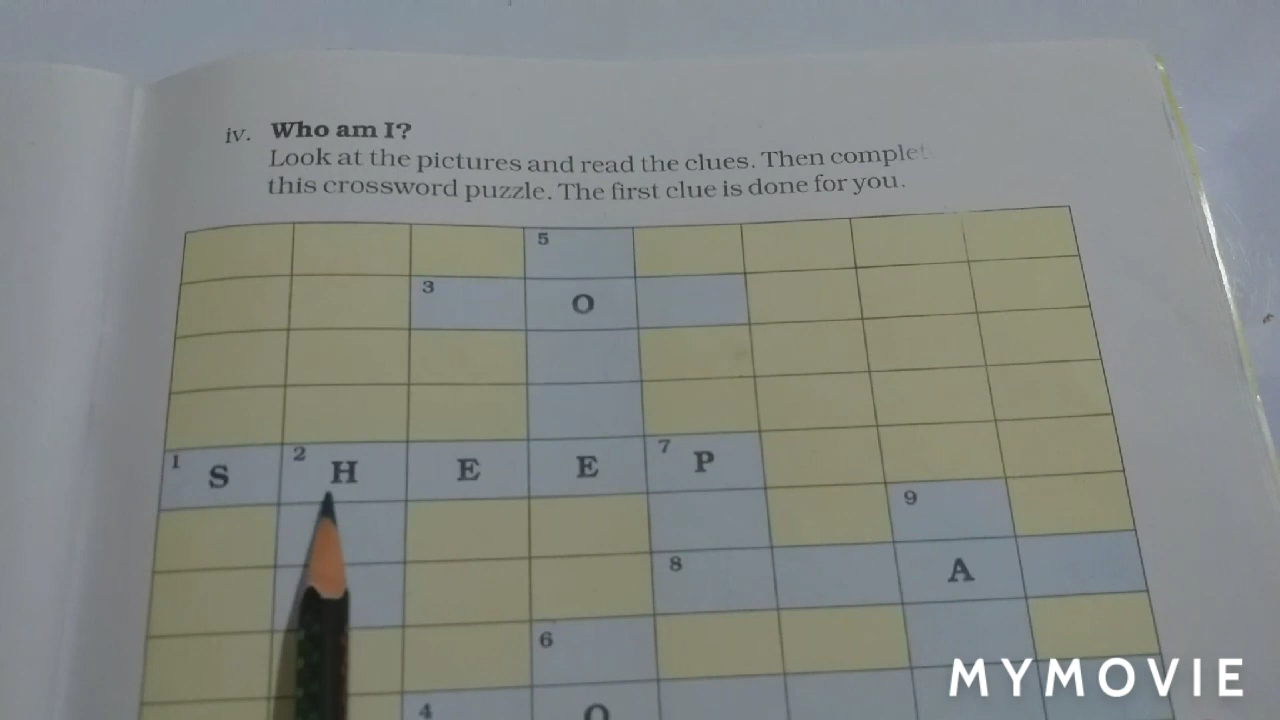 iv. Who am I?
Look at the pictures and read the clues. Then complet
this crossword puzzle. The first clue is done for you.
5
3 O
1 S 2 H E E 7 P
9
8 A
6
4 O
MYMOVIE